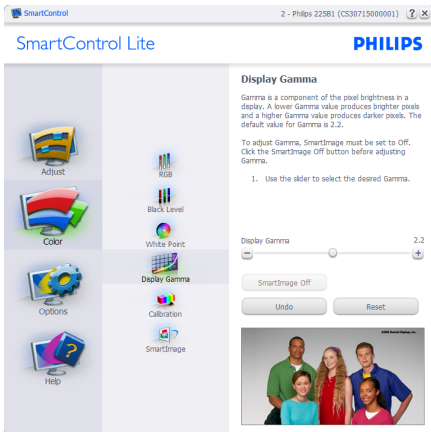 SmartControl
2 - Philips 225B1 (CS30715000001)
?
SmartControl Lite
PHILIPS
Adjust
Color
Options
Help
RGB
Black Level
White Point
Display Gamma
Calibration
SmartImage
Display Gamma
Gamma is a component of the pixel brightness in a
display. A lower Gamma value produces brighter pixels
and a higher Gamma value produces darker pixels. The
default value for Gamma is 2.2.
To adjust Gamma, SmartImage must be set to Off.
Click the SmartImage Off button before adjusting
Gamma.
1. Use the slider to select the desired Gamma.
Display Gamma 2.2
SmartImage Off
Undo Reset